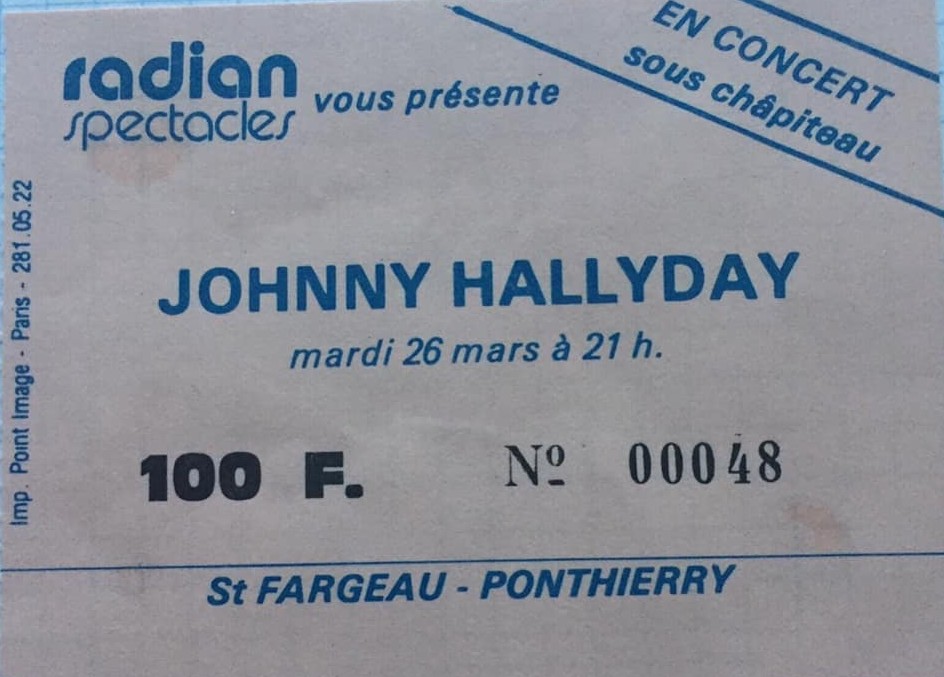 radian
spectacles
vous présente
EN CONCERT
sous châpiteau
JOHNNY HALLYDAY
mardi 26 mars à 21 h.
100 F. Nº 00048
St FARGEAU - PONTHIERRY
Imp. Point Image - Paris - 281.05.22